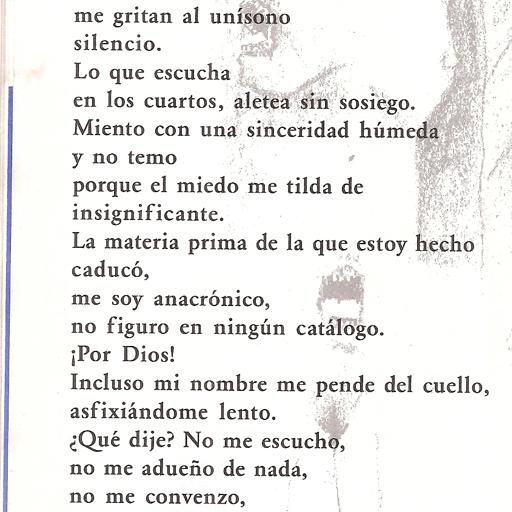 me gritan al unísono
silencio.
Lo que escucha
en los cuartos, aletea sin sosiego.
Miento con una sinceridad húmeda
y no temo
porque el miedo me tilda de
insignificante.
La materia prima de la que estoy hecho
caducó,
me soy anacrónico,
no figuro en ningún catálogo.
¡Por Dios!
Incluso mi nombre me pende del cuello,
asfixiándome lento.
¿Qué dije? No me escucho,
no me adueño de nada,
no me convenzo,